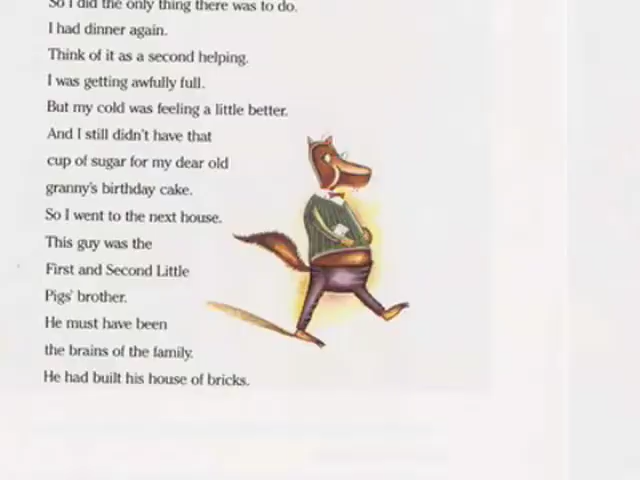 So I did the only thing there was to do.
I had dinner again.
Think of it as a second helping.
I was getting awfully full.
But my cold was feeling a little better.
And I still didn't have that
cup of sugar for my dear old
granny's birthday cake.
So I went to the next house.
This guy was the
First and Second Little
Pigs' brother.
He must have been
the brains of the family.
He had built his house of bricks.